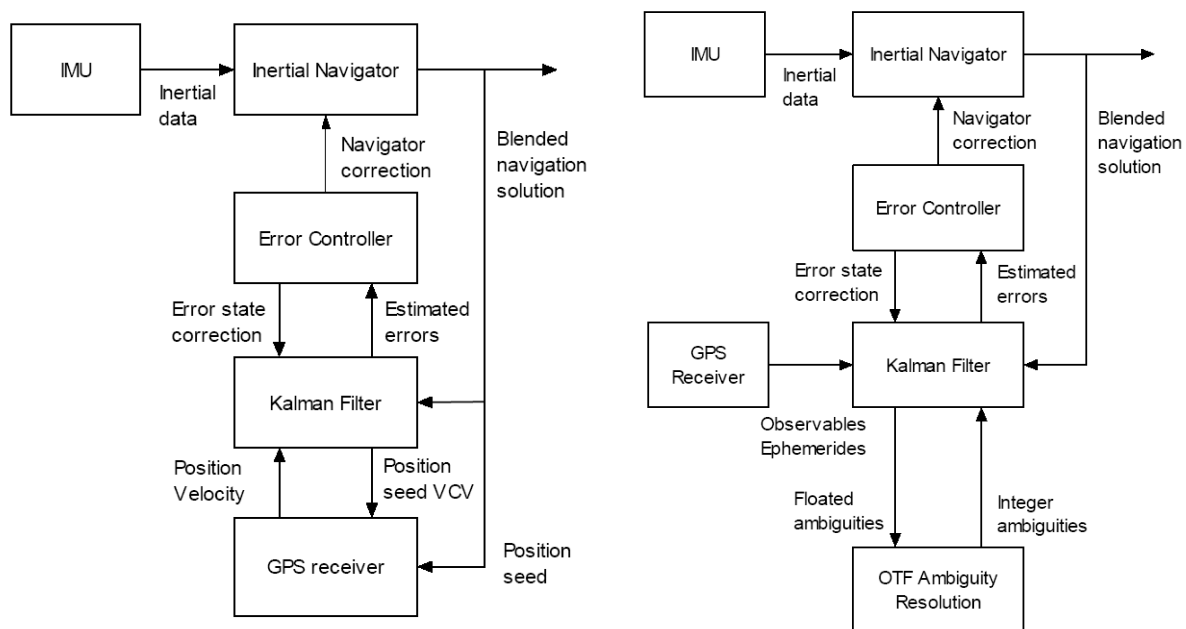 IMU
Inertial
data
Inertial Navigator
Navigator
correction
Blended
navigation
solution
Error Controller
Error state
correction
Estimated
errors
Kalman Filter
Position
Velocity
Position
seed VCV
GPS receiver
Position
seed
IMU
Inertial
data
Inertial Navigator
Navigator
correction
Blended
navigation
solution
Error Controller
Error state
correction
Estimated
errors
GPS
Receiver
Kalman Filter
Observables
Ephemerides
Floated
ambiguities
Integer
ambiguities
OTF Ambiguity
Resolution